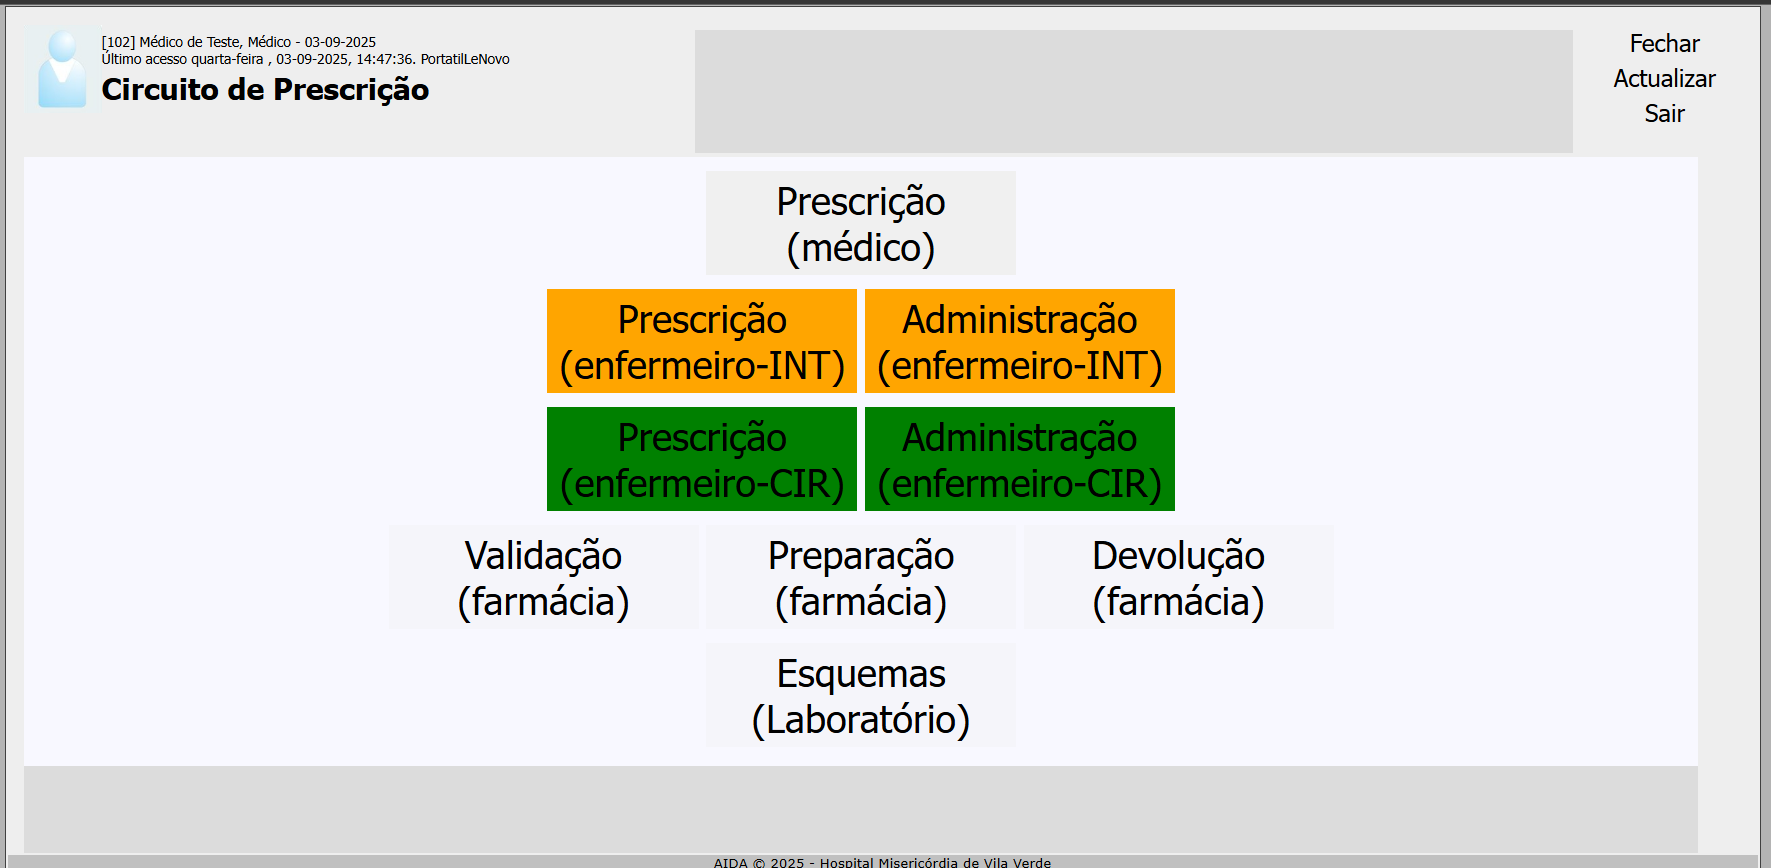 [102] Médico de Teste, Médico - 03-09-2025
Último acesso quarta-feira , 03-09-2025, 14:47:36. PortatilLeNovo
Circuito de Prescrição
Fechar
Actualizar
Sair
Prescrição
(médico)
Prescrição
(enfermeiro-INT)
Administração
(enfermeiro-INT)
Prescrição
(enfermeiro-CIR)
Administração
(enfermeiro-CIR)
Validação
(farmácia)
Preparação
(farmácia)
Devolução
(farmácia)
Esquemas
(Laboratório)
AIDA © 2025 - Hospital Misericórdia de Vila Verde